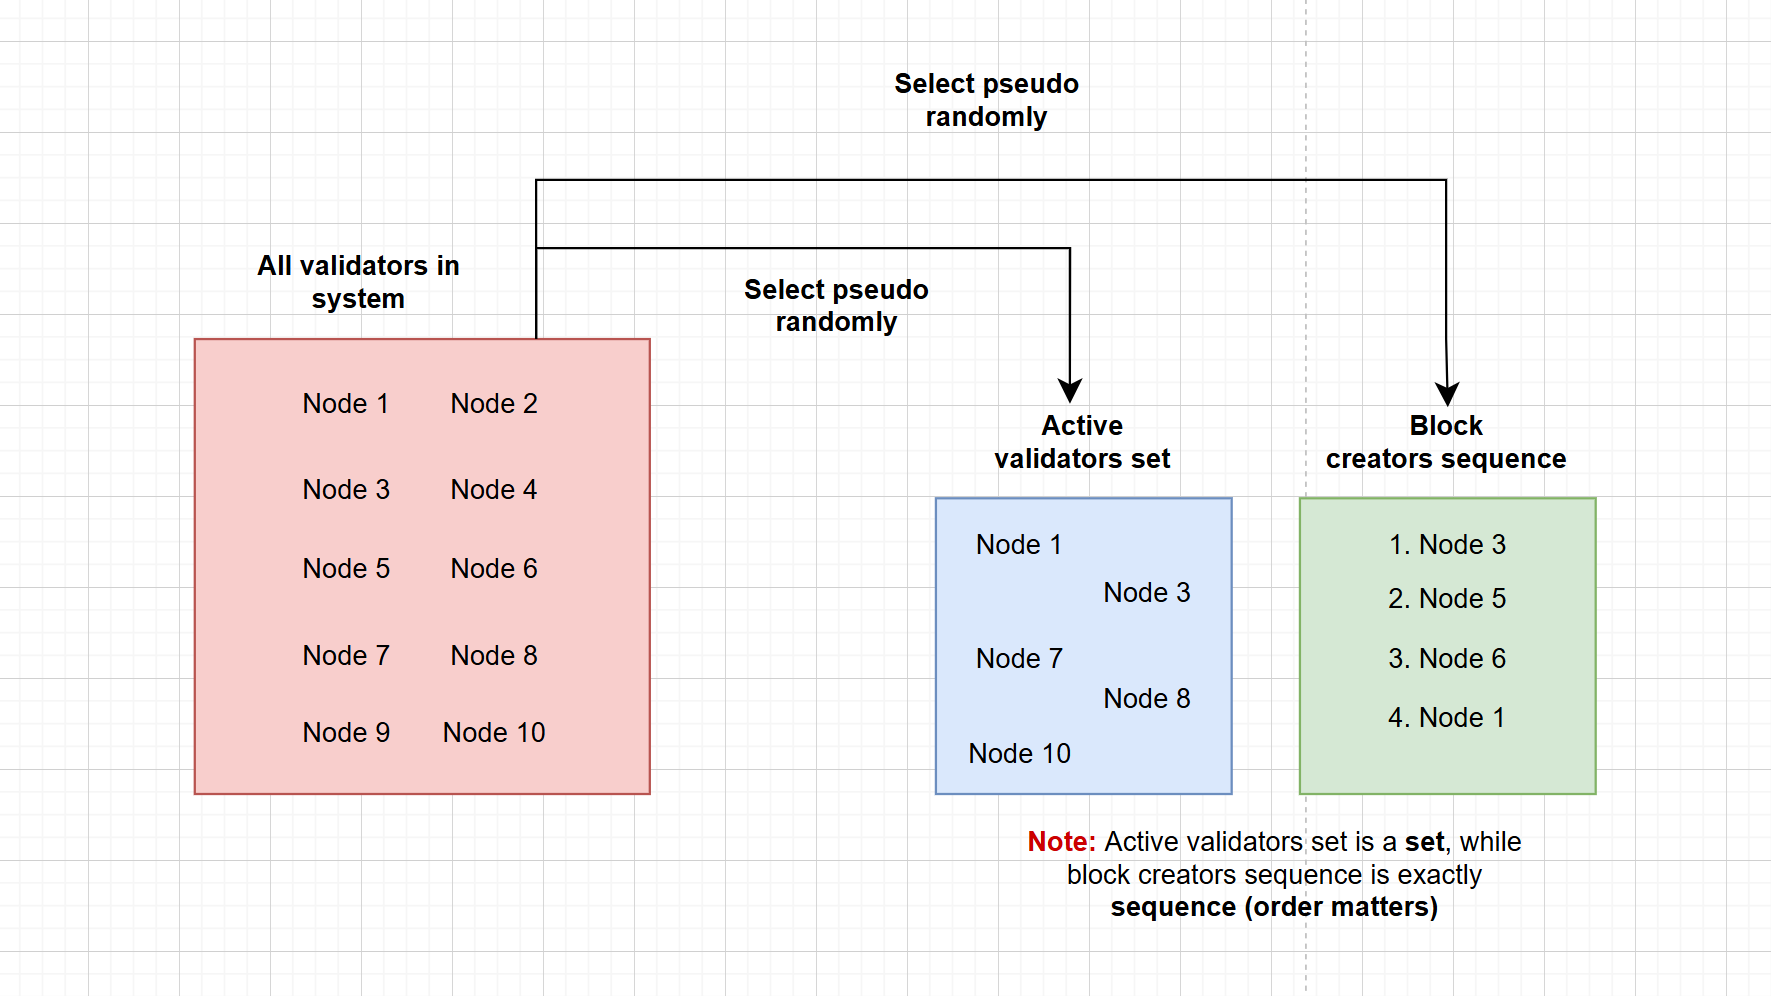 Select pseudo
randomly
All validators in
system
Select pseudo
randomly
Node 1 Node 2
Node 3 Node 4
Node 5 Node 6
Node 7 Node 8
Node 9 Node 10
Active
validators set
Node 1
Node 3
Node 7
Node 8
Node 10
Block
creators sequence
1. Node 3
2. Node 5
3. Node 6
4. Node 1
Note: Active validators set is a set, while
block creators sequence is exactly
sequence (order matters)